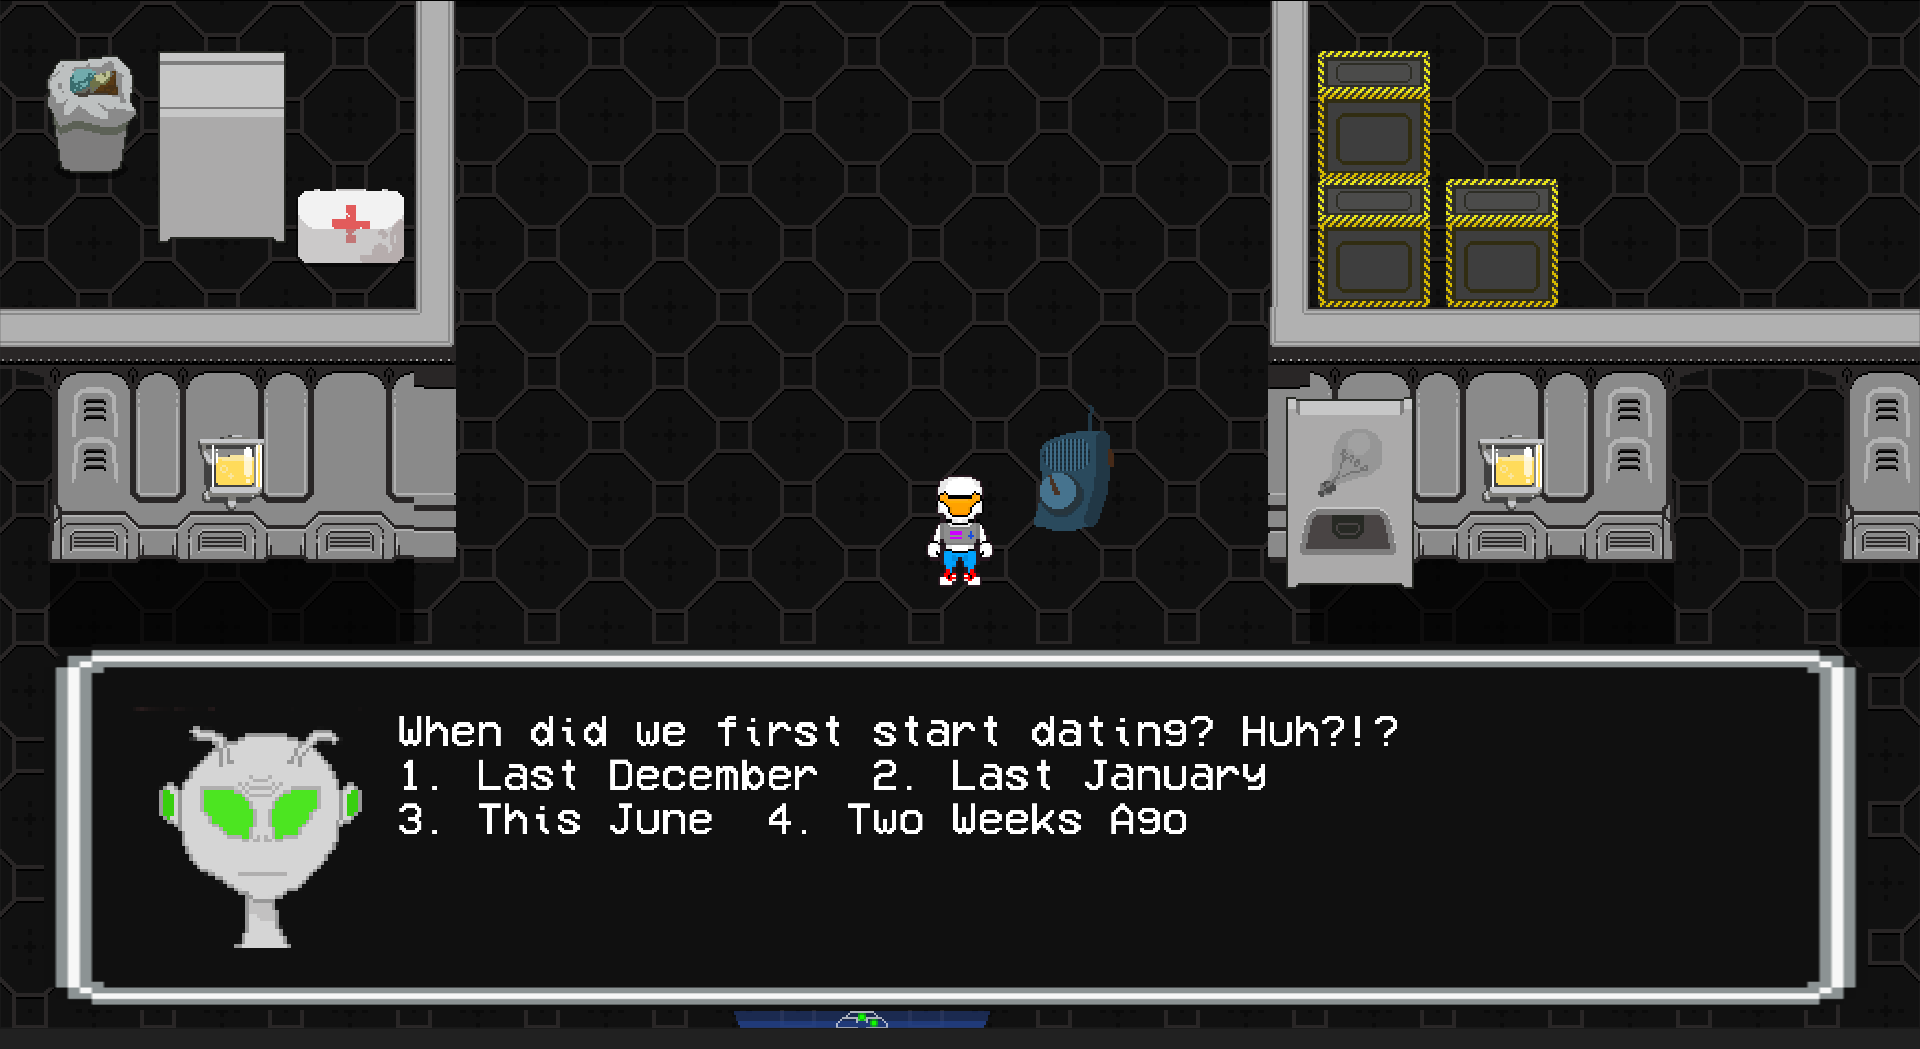 When did we first start dating? Huh?!?
1. Last December 2. Last January
3. This June 4. Two Weeks Ago